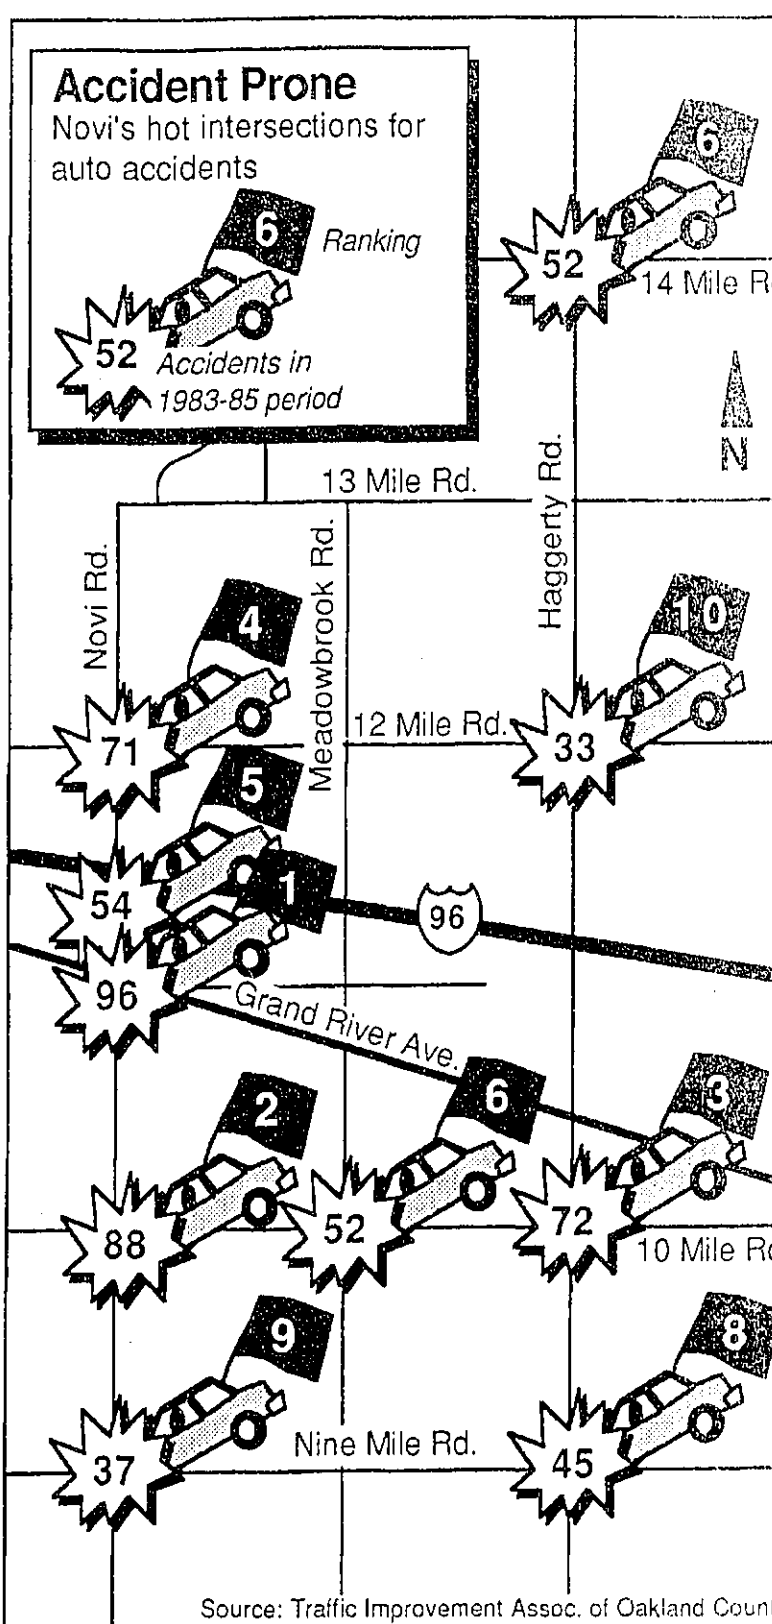 Accident Prone
Novi's hot intersections for
auto accidents
6
Ranking
52
Accidents in
1983-85 period
6
52
14 Mile R
N
13 Mile Rd.
Novi Rd.
Meadowbrook Rd.
Haggerty Rd.
4
71
10
12 Mile Rd.
33
5
54
1
96
96
Grand River Ave.
2
88
6
52
3
72
10 Mile R
9
37
Nine Mile Rd.
8
45
Source: Traffic Improvement Assoc. of Oakland Coun